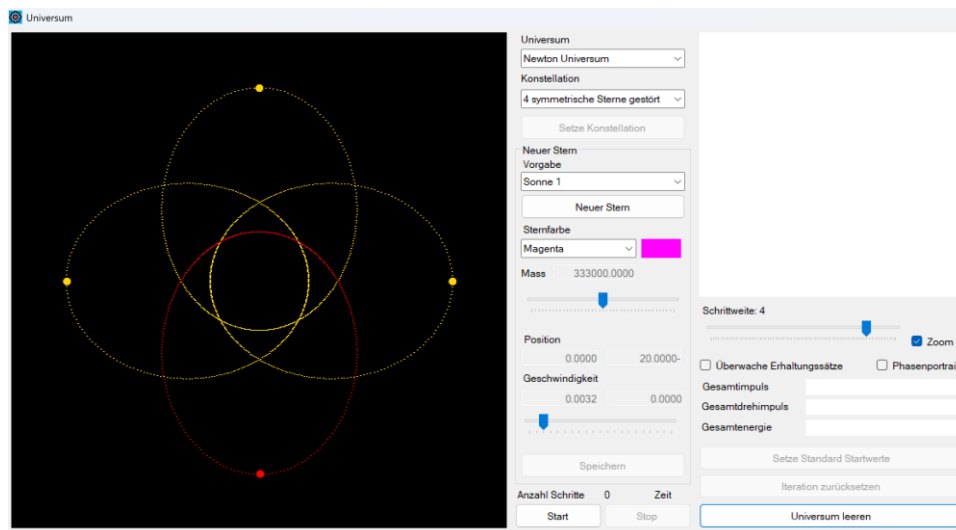 Universum
Universum
Newton Universum
Konstellation
4 symmetrische Sterne gestört
Setze Konstellation
Neuer Stern
Vorgabe
Sonne 1
Neuer Stern
Sternfarbe
Magenta
Mass 333000.0000
Position
0.0000 20.0000-
Geschwindigkeit
0.0032 0.0000
Speichern
Anzahl Schritte 0 Zeit
Start Stop
Schrittweite: 4
Zoom
Überwache Erhaltungssätze Phasenportrai
Gesamtimpuls
Gesamtdrehimpuls
Gesamtenergie
Setze Standard Startwerte
Iteration zurücksetzen
Universum leeren